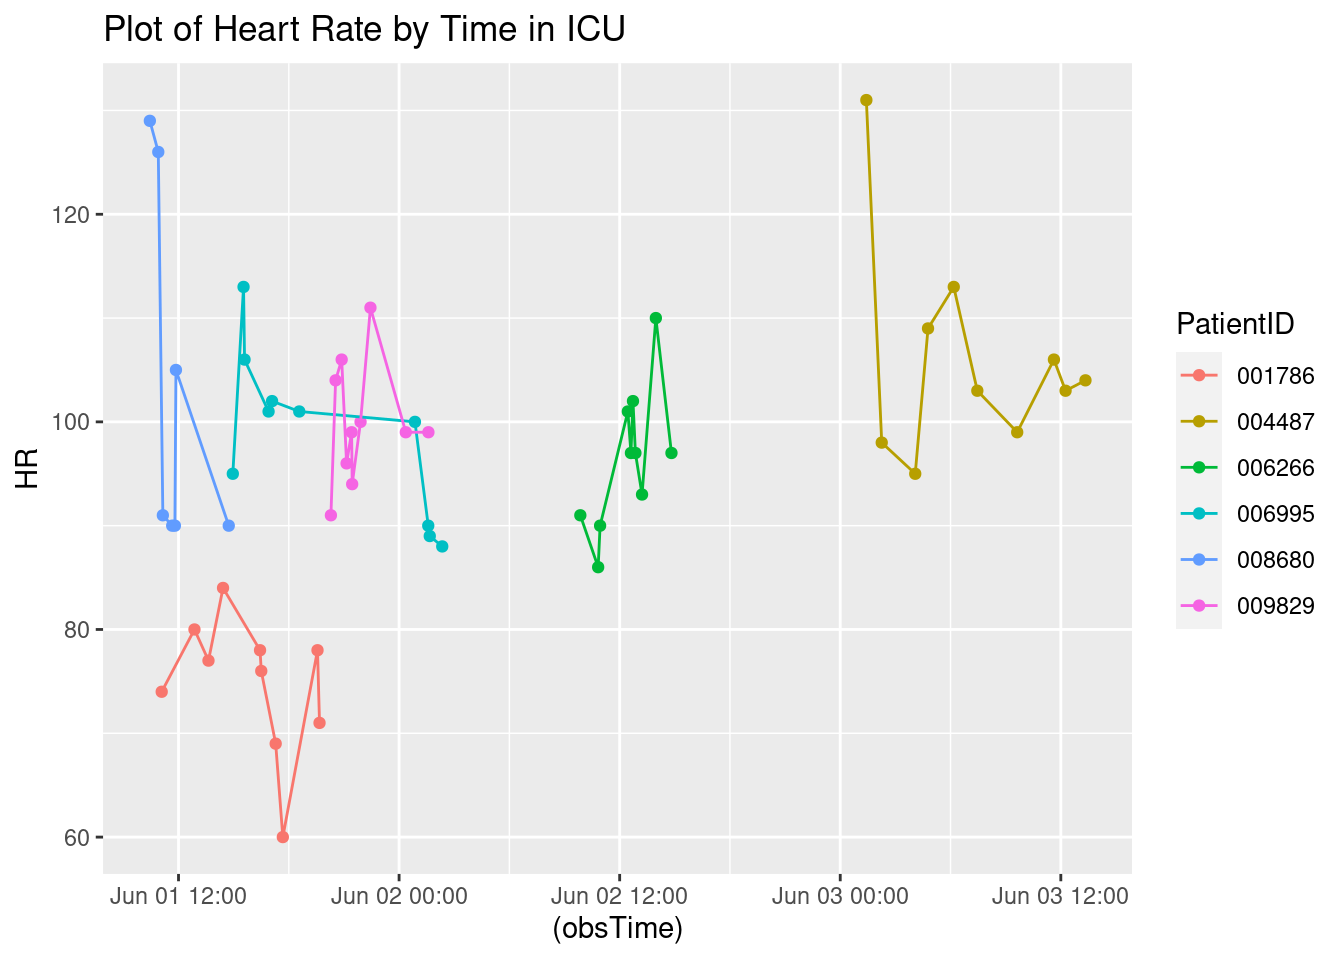 Plot of Heart Rate by Time in ICU
HR
120
100
80
60
Jun 01 12:00
Jun 02 00:00
Jun 02 12:00
Jun 03 00:00
Jun 03 12:00
(obsTime)
PatientID
001786
004487
006266
006995
008680
009829